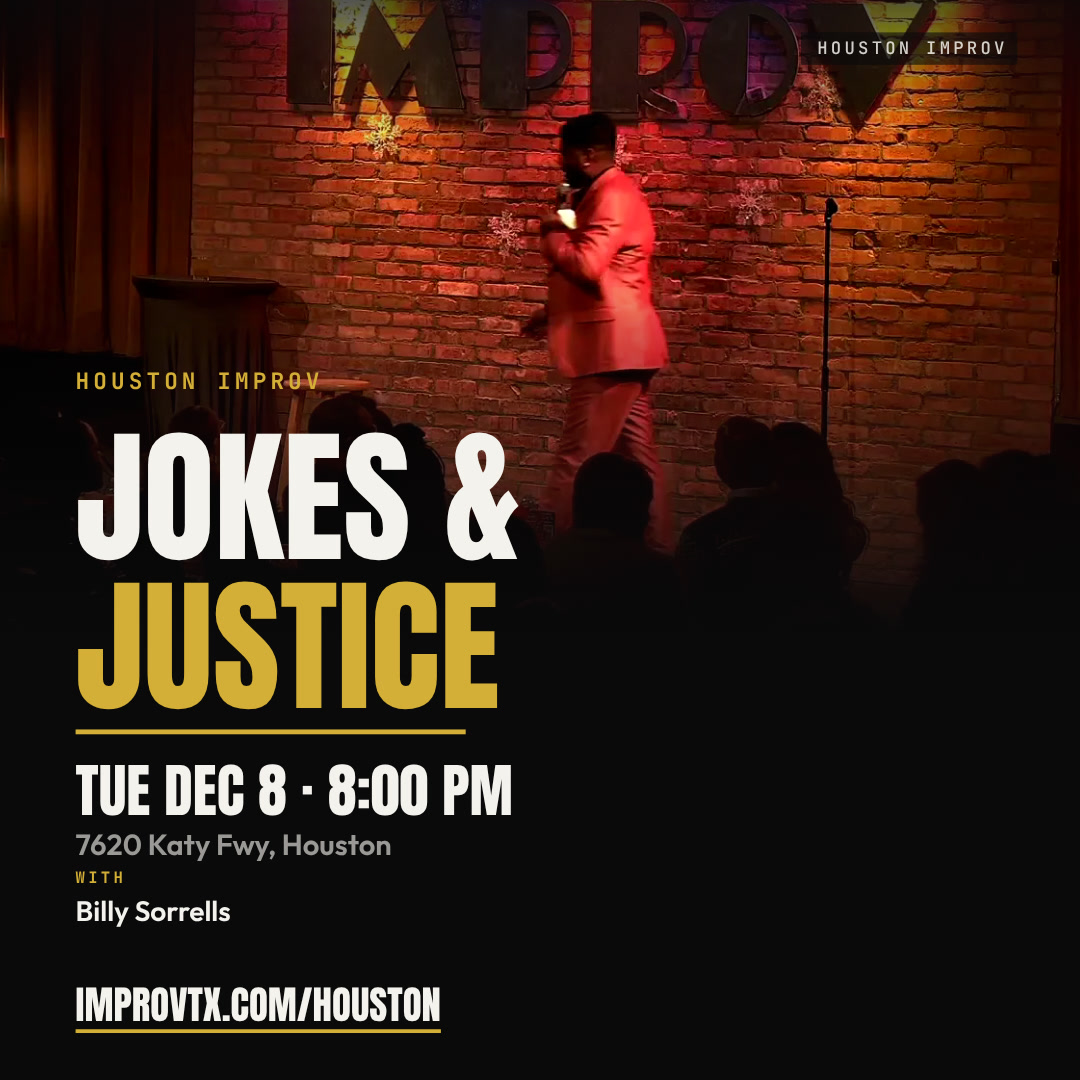 IMPROV
HOUSTON IMPROV
HOUSTON IMPROV
JOKES &
JUSTICE
TUE DEC 8 · 8:00 PM
7620 Katy Fwy, Houston
WITH
Billy Sorrells
IMPROVTX.COM/HOUSTON